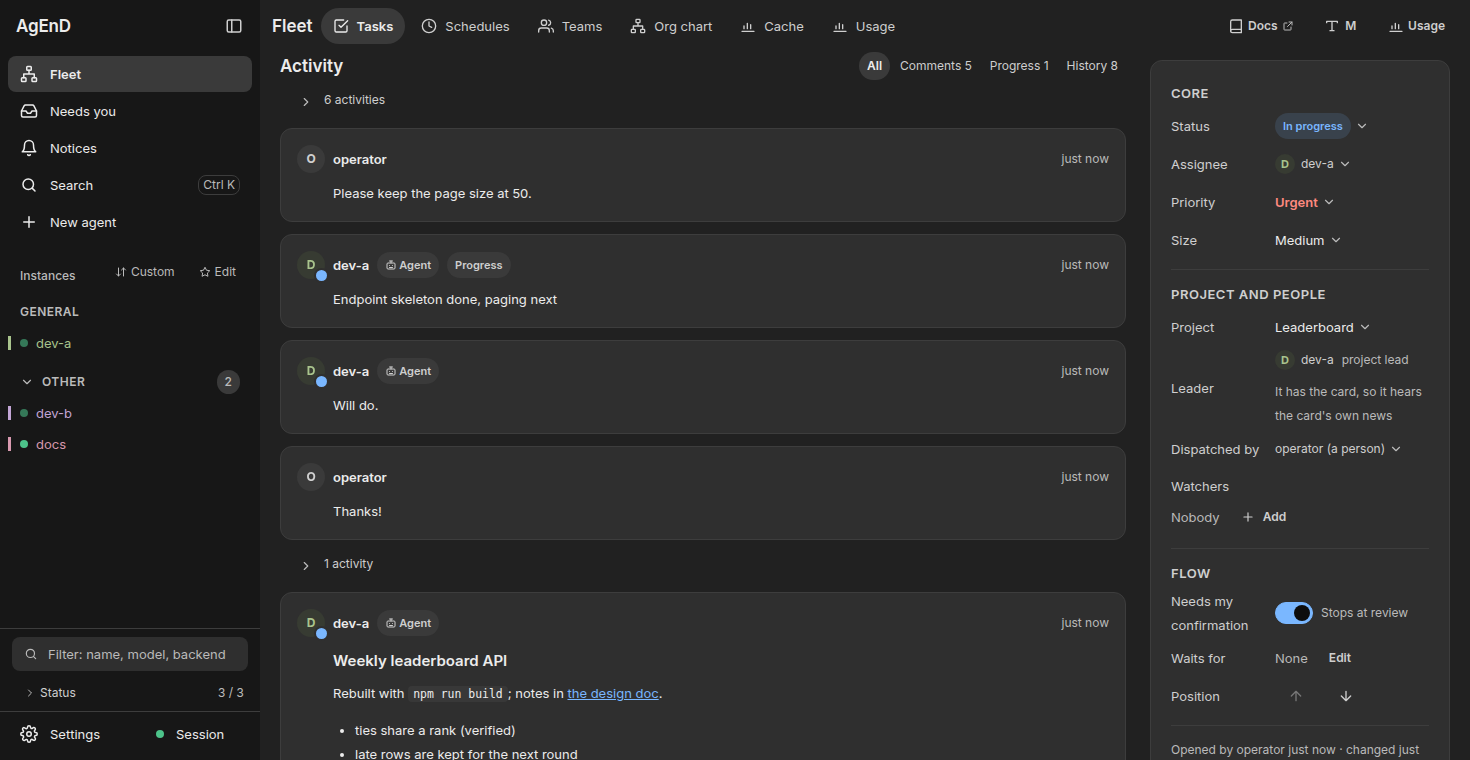 AgEnD
Fleet
Needs you
Notices
Search Ctrl K
New agent
Instances Custom Edit
GENERAL
dev-a
OTHER 2
dev-b
docs
Filter: name, model, backend
Status 3 / 3
Settings Session
Fleet Tasks Schedules Teams Org chart Cache Usage Docs M Usage
Activity All Comments 5 Progress 1 History 8
6 activities
O operator just now
Please keep the page size at 50.
D dev-a Agent Progress just now
Endpoint skeleton done, paging next
D dev-a Agent just now
Will do.
O operator just now
Thanks!
1 activity
D dev-a Agent just now
Weekly leaderboard API
Rebuilt with npm run build; notes in the design doc.
• ties share a rank (verified)
• late rows are kept for the next round
CORE
Status In progress
Assignee D dev-a
Priority Urgent
Size Medium
PROJECT AND PEOPLE
Project Leaderboard
D dev-a project lead
Leader It has the card, so it hears
the card's own news
Dispatched by operator (a person)
Watchers
Nobody + Add
FLOW
Needs my
confirmation Stops at review
Waits for None Edit
Position
Opened by operator just now · changed just